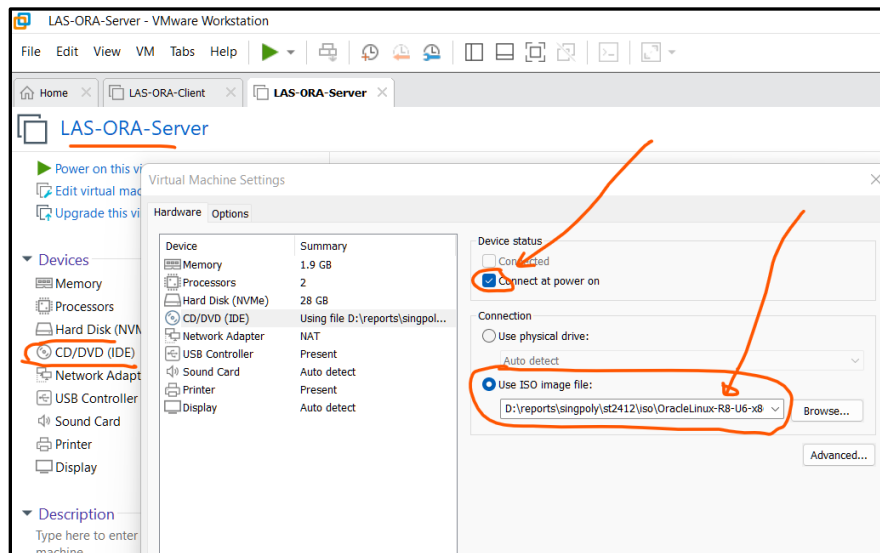 LAS-ORA-Server - VMware Workstation
File Edit View VM Tabs Help
Home LAS-ORA-Client LAS-ORA-Server
LAS-ORA-Server
Power on this vi
Edit virtual mac
Upgrade this vi
Devices
Memory
Processors
Hard Disk (NVM
CD/DVD (IDE)
Network Adapt
USB Controller
Sound Card
Printer
Display
Description
Type here to enter
machine
Virtual Machine Settings
Hardware Options
Device Summary
Memory 1.9 GB
Processors 2
Hard Disk (NVMe) 28 GB
CD/DVD (IDE) Using file D:\reports\singpol...
Network Adapter NAT
USB Controller Present
Sound Card Auto detect
Printer Present
Display Auto detect
Device status
Connected
Connect at power on
Connection
Use physical drive:
Auto detect
Use ISO image file:
D:\reports\singpoly\st2412\iso\OracleLinux-R8-U6-x8 Browse...
Advanced...